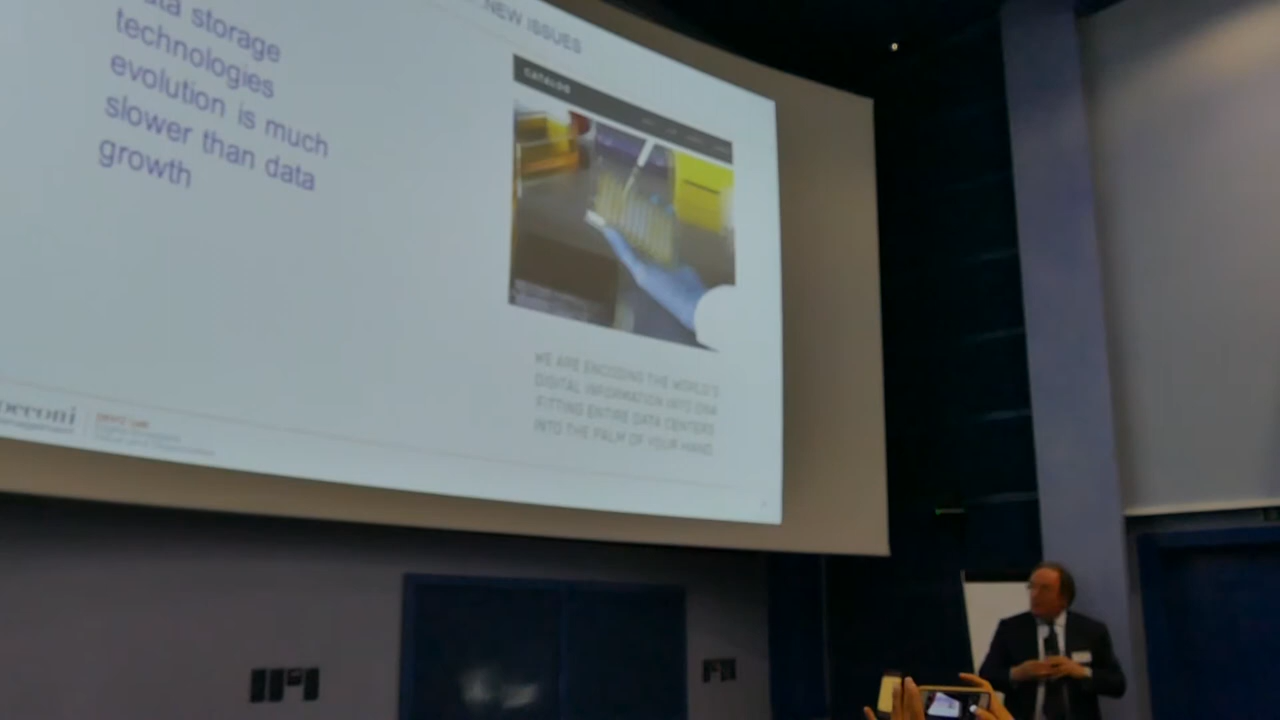 storage
technologies
evolution is much
slower than data
growth
NEW ISSUES
CATALOG
WE ARE ENCODING THE WORLD'S
DIGITAL INFORMATION INTO DNA
FITTING ENTIRE DATA CENTERS
INTO THE PALM OF YOUR HAND